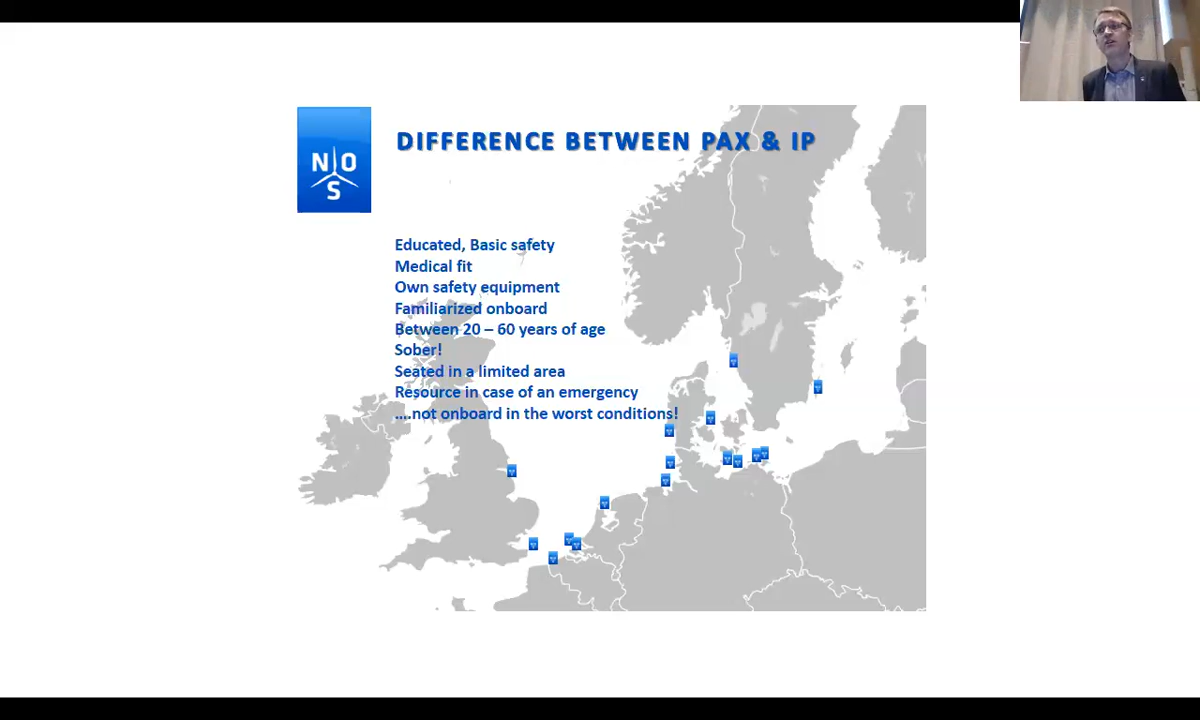 DIFFERENCE BETWEEN PAX & IP
N O
S
Educated, Basic safety
Medical fit
Own safety equipment
Familiarized onboard
Between 20 – 60 years of age
Sober!
Seated in a limited area
Resource in case of an emergency
....not onboard in the worst conditions!